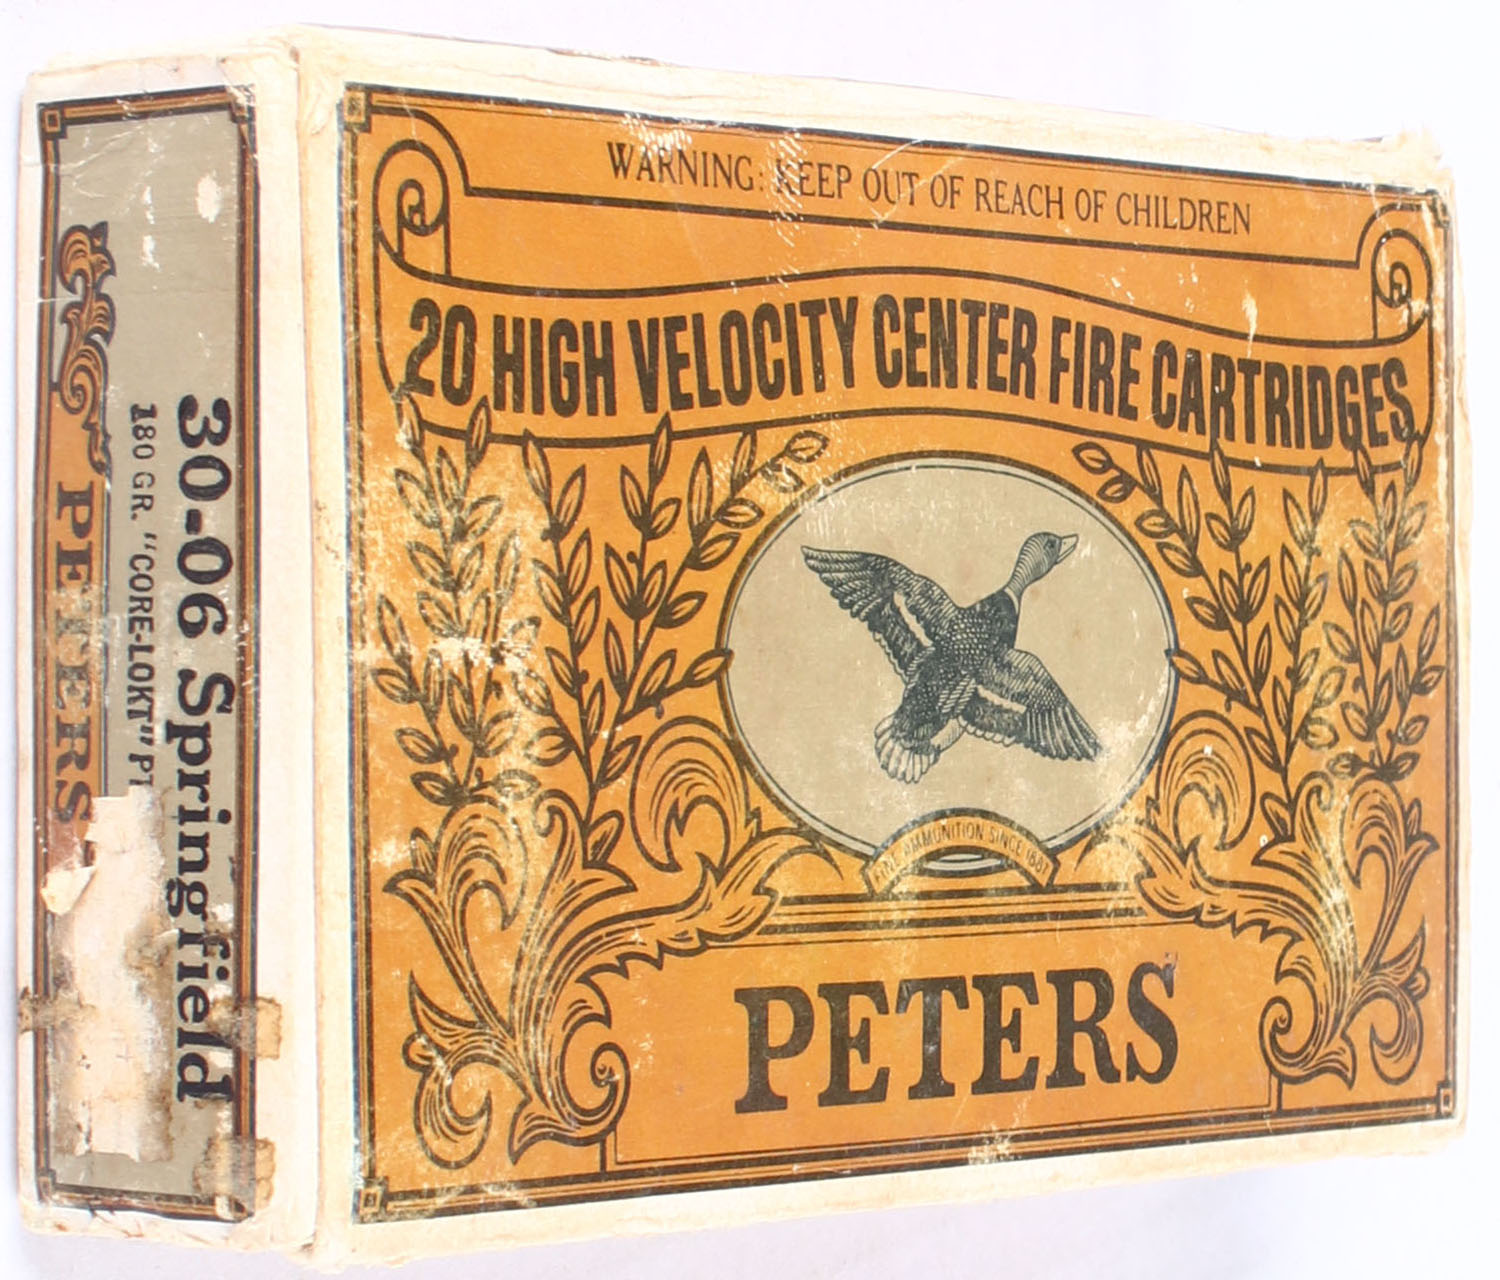 WARNING: KEEP OUT OF REACH OF CHILDREN
20 HIGH VELOCITY CENTER FIRE CARTRIDGES
FINE AMMUNITION SINCE 1887
PETERS
30-06 Springfield
180 GR. "CORE-LOKT"
PETERS